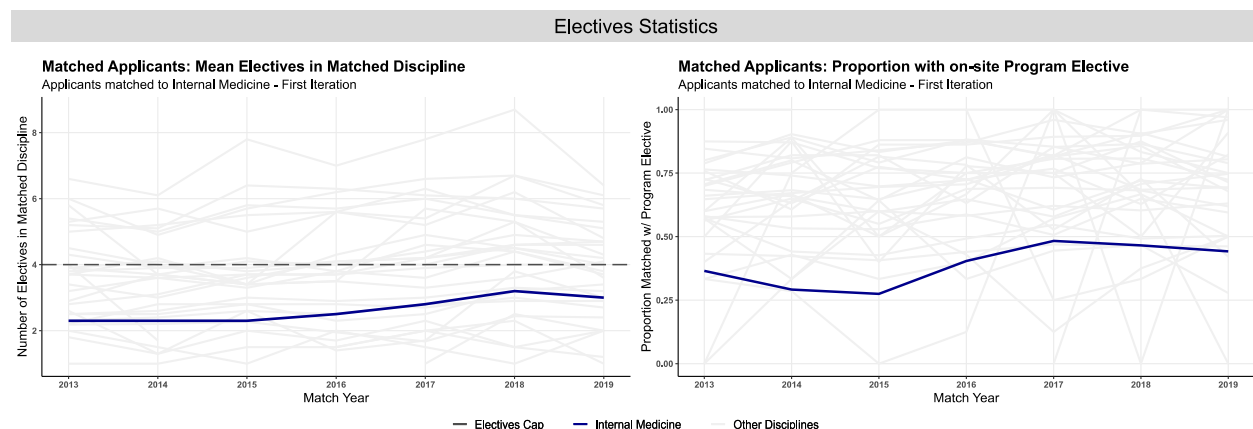 Electives Statistics
Matched Applicants: Mean Electives in Matched Discipline
Applicants matched to Internal Medicine - First Iteration
Number of Electives in Matched Discipline
8
6
4
2
2013 2014 2015 2016 2017 2018 2019
Match Year
Matched Applicants: Proportion with on-site Program Elective
Applicants matched to Internal Medicine - First Iteration
Proportion Matched w/ Program Elective
1.00
0.75
0.50
0.25
0.00
2013 2014 2015 2016 2017 2018 2019
Match Year
Electives Cap Internal Medicine Other Disciplines